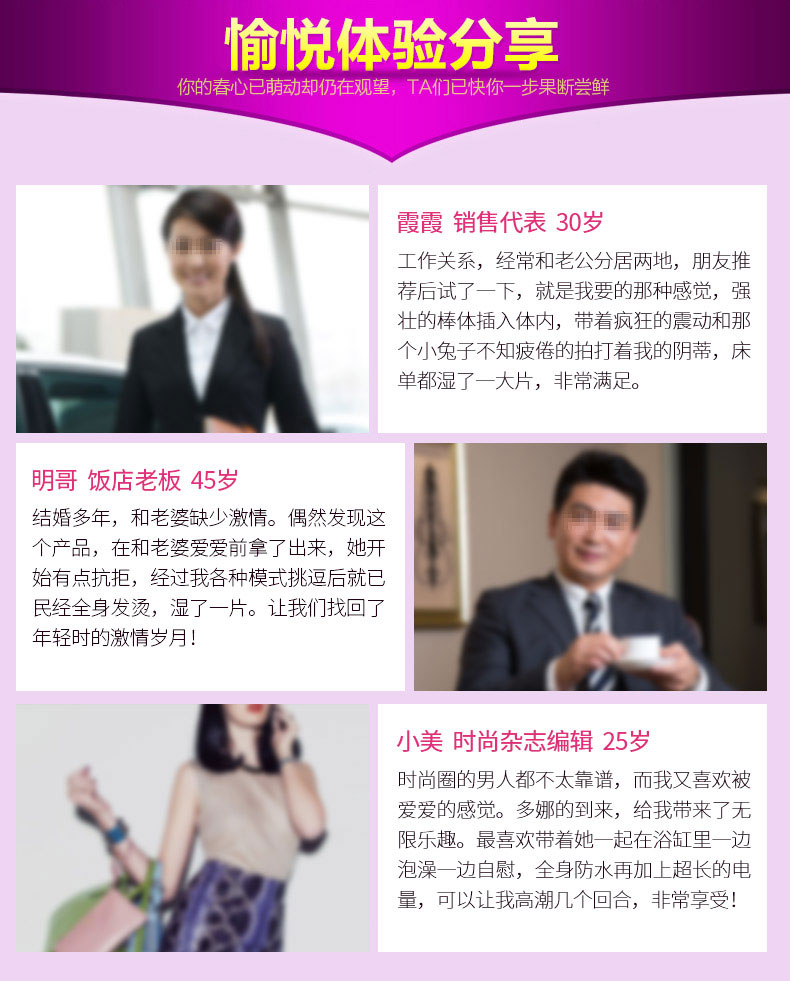 愉悦体验分享
你的春心已萌动却仍在观望，TA们已快你一步果断尝鲜
霞霞 销售代表 30岁
工作关系，经常和老公分居两地，朋友推
荐后试了一下，就是我要的那种感觉，强
壮的棒体插入体内，带着疯狂的震动和那
个小兔子不知疲倦的拍打着我的阴蒂，床
单都湿了一大片，非常满足。
明哥 饭店老板 45岁
结婚多年，和老婆缺少激情。偶然发现这
个产品，在和老婆爱爱前拿了出来，她开
始有点抗拒，经过我各种模式挑逗后就已
民经全身发烫，湿了一片。让我们找回了
年轻时的激情岁月！
小美 时尚杂志编辑 25岁
时尚圈的男人都不太靠谱，而我又喜欢被
爱爱的感觉。多娜的到来，给我带来了无
限乐趣。最喜欢带着她一起在浴缸里一边
泡澡一边自慰，全身防水再加上超长的电
量，可以让我高潮几个回合，非常享受！